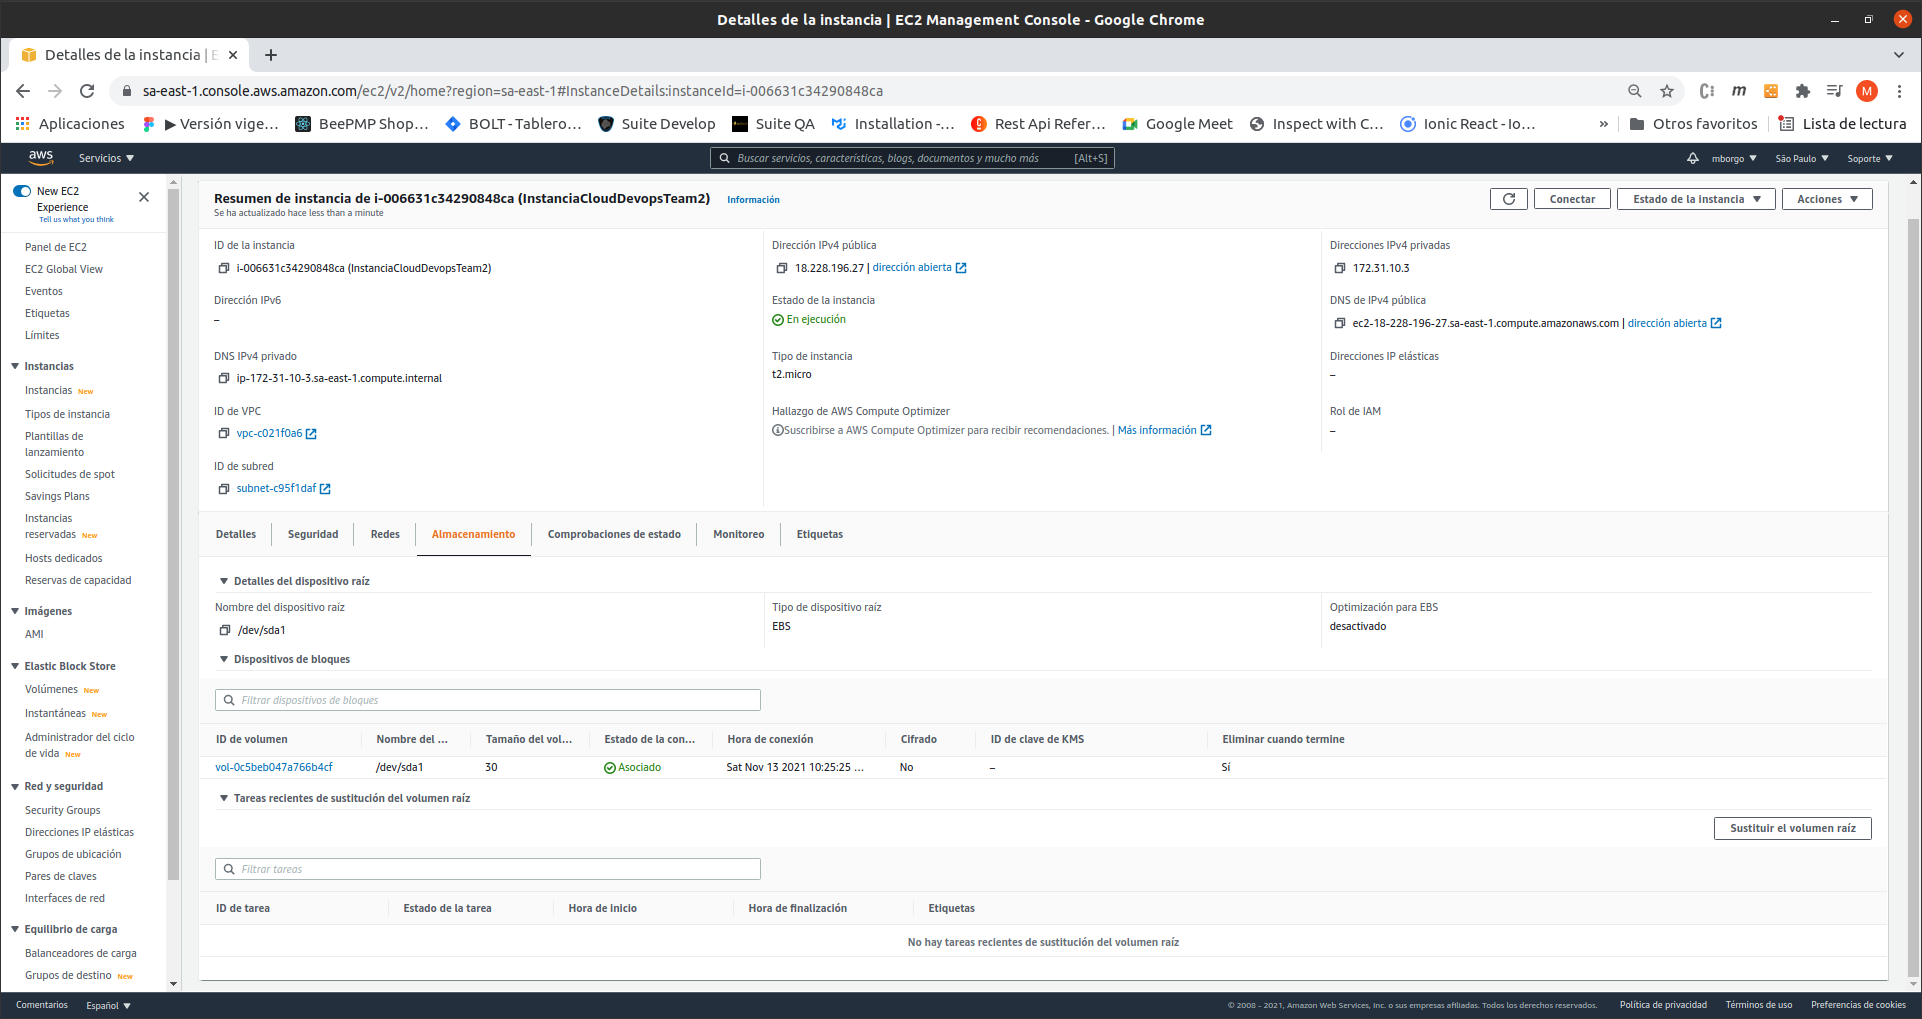 Detalles de la instancia | EC2 Management Console - Google Chrome
Detalles de la instancia | E
sa-east-1.console.aws.amazon.com/ec2/v2/home?region=sa-east-1#InstanceDetails:instanceId=i-006631c34290848ca
M
Aplicaciones
▶ Versión vige...
BeePMP Shop...
BOLT - Tablero...
Suite Develop
Suite QA
Installation -...
Rest Api Refer...
Google Meet
Inspect with C...
Ionic React - Io...
»
Otros favoritos
Lista de lectura
aws
Servicios
Buscar servicios, características, blogs, documentos y mucho más [Alt+S]
mborgo
São Paulo
Soporte
New EC2
Experience
Tell us what you think
Panel de EC2
EC2 Global View
Eventos
Etiquetas
Límites
Instancias
Instancias New
Tipos de instancia
Plantillas de
lanzamiento
Solicitudes de spot
Savings Plans
Instancias
reservadas New
Hosts dedicados
Reservas de capacidad
Imágenes
AMI
Elastic Block Store
Volúmenes New
Instantáneas New
Administrador del ciclo
de vida New
Red y seguridad
Security Groups
Direcciones IP elásticas
Grupos de ubicación
Pares de claves
Interfaces de red
Equilibrio de carga
Balanceadores de carga
Grupos de destino New
Resumen de instancia de i-006631c34290848ca (InstanciaCloudDevopsTeam2) Información
Se ha actualizado hace less than a minute
Conectar
Estado de la instancia
Acciones
ID de la instancia
i-006631c34290848ca (InstanciaCloudDevopsTeam2)
Dirección IPv4 pública
18.228.196.27 | dirección abierta
Direcciones IPv4 privadas
172.31.10.3
Dirección IPv6
–
Estado de la instancia
En ejecución
DNS de IPv4 pública
ec2-18-228-196-27.sa-east-1.compute.amazonaws.com | dirección abierta
DNS IPv4 privado
ip-172-31-10-3.sa-east-1.compute.internal
Tipo de instancia
t2.micro
Direcciones IP elásticas
–
ID de VPC
vpc-c021f0a6
Hallazgo de AWS Compute Optimizer
Suscribirse a AWS Compute Optimizer para recibir recomendaciones. | Más información
Rol de IAM
–
ID de subred
subnet-c95f1daf
Detalles
Seguridad
Redes
Almacenamiento
Comprobaciones de estado
Monitoreo
Etiquetas
Detalles del dispositivo raíz
Nombre del dispositivo raíz
/dev/sda1
Tipo de dispositivo raíz
EBS
Optimización para EBS
desactivado
Dispositivos de bloques
Filtrar dispositivos de bloques
ID de volumen Nombre del ... Tamaño del vol... Estado de la con... Hora de conexión Cifrado ID de clave de KMS Eliminar cuando termine
vol-0c5beb047a766b4cf /dev/sda1 30 Asociado Sat Nov 13 2021 10:25:25 ... No – Sí
Tareas recientes de sustitución del volumen raíz
Sustituir el volumen raíz
Filtrar tareas
ID de tarea Estado de la tarea Hora de inicio Hora de finalización Etiquetas
No hay tareas recientes de sustitución del volumen raíz
Comentarios
Español
© 2008 - 2021, Amazon Web Services, Inc. o sus empresas afiliadas. Todos los derechos reservados.
Política de privacidad
Términos de uso
Preferencias de cookies